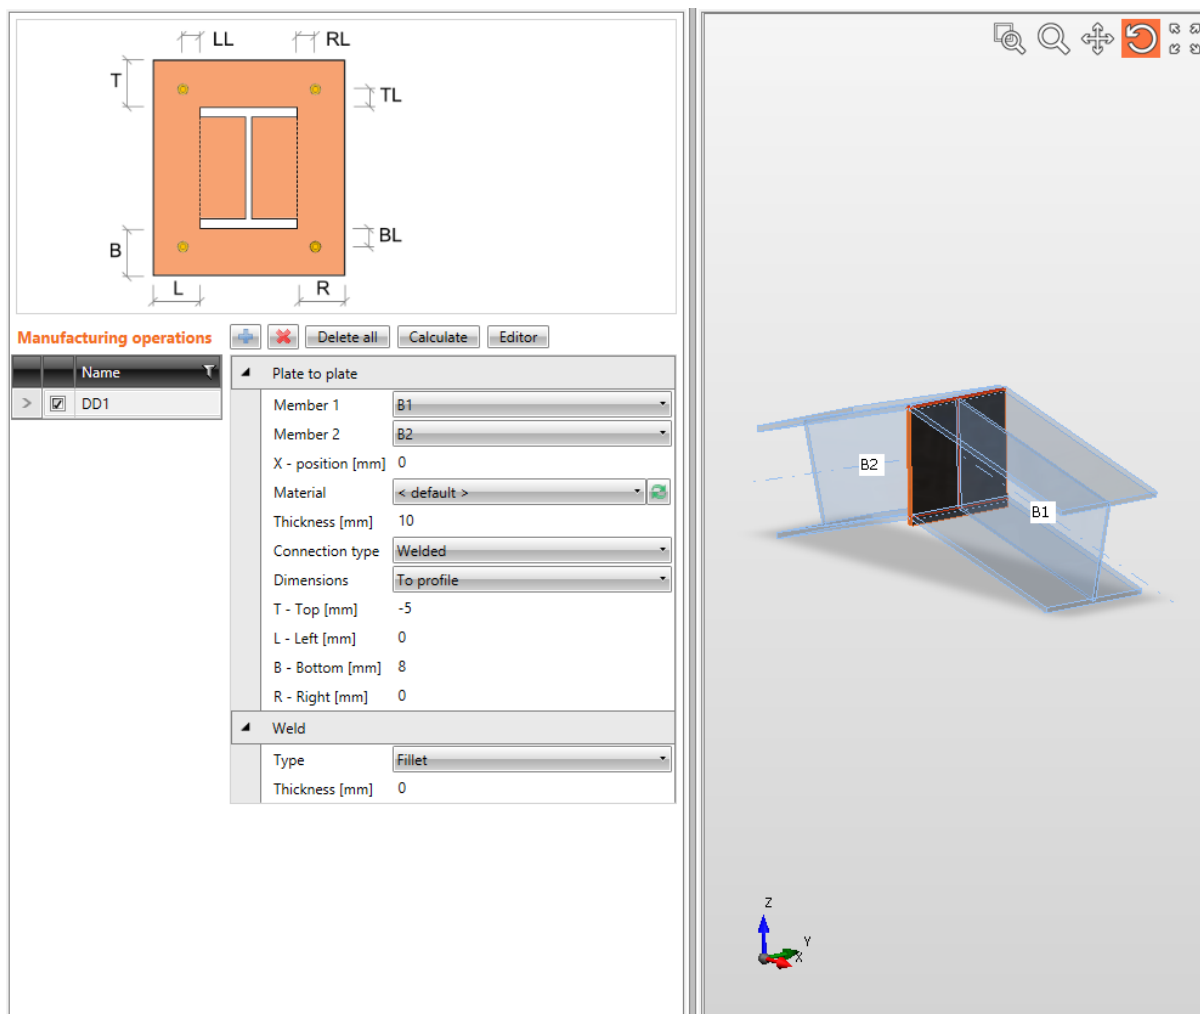 LL
RL
T
TL
BL
B
L
R
Manufacturing operations
Delete all
Calculate
Editor
Name
DD1
Plate to plate
Member 1 B1
Member 2 B2
X - position [mm] 0
Material < default >
Thickness [mm] 10
Connection type Welded
Dimensions To profile
T - Top [mm] -5
L - Left [mm] 0
B - Bottom [mm] 8
R - Right [mm] 0
Weld
Type Fillet
Thickness [mm] 0
B2
B1
Z
Y
X